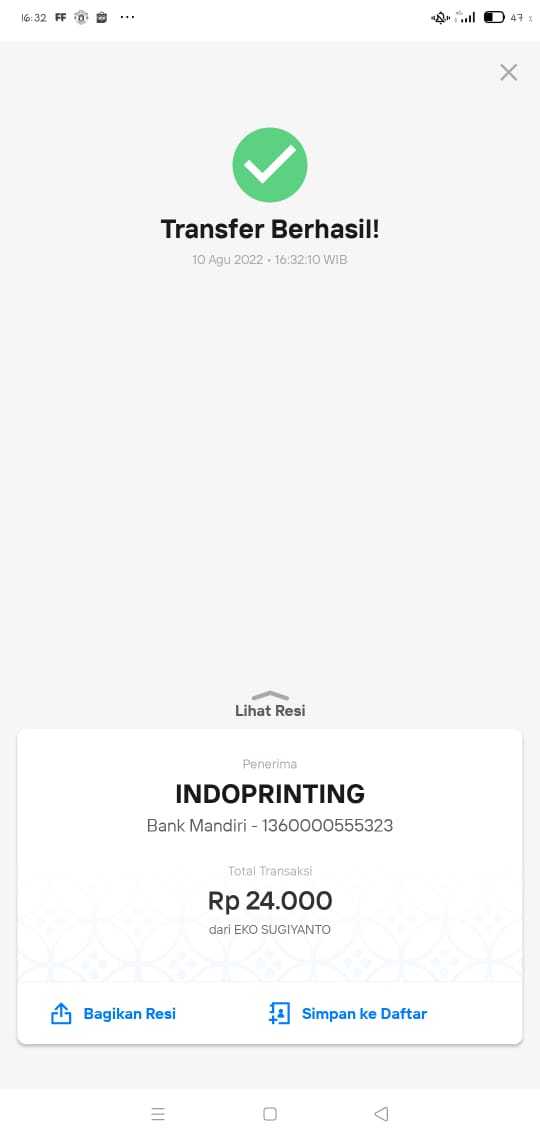 16:32 FF ... 47 %
Transfer Berhasil!
10 Agu 2022 • 16:32:10 WIB
Lihat Resi
Penerima
INDOPRINTING
Bank Mandiri - 1360000555323
Total Transaksi
Rp 24.000
dari EKO SUGIYANTO
Bagikan Resi
Simpan ke Daftar